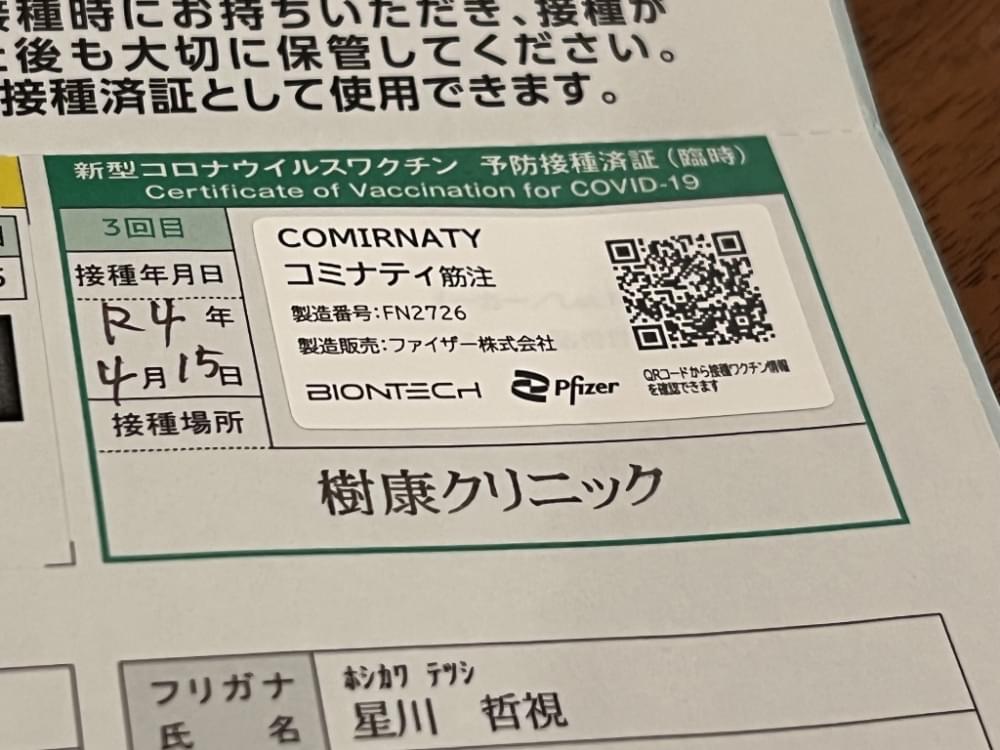 種時にお持ちいただき、接種が
後も大切に保管してください。
接種済証として使用できます。
新型コロナウイルスワクチン 予防接種済証（臨時）
Certificate of Vaccination for COVID-19
3回目
接種年月日
R4年
4月15日
接種場所
COMIRNATY
コミナティ筋注
製造番号:FN2726
製造販売:ファイザー株式会社
BIONTECH Pfizer
QRコードから接種ワクチン情報
を確認できます
樹康クリニック
フリガナ ﾎｼｶﾜ ﾃﾂｼ
氏名 星川 哲視